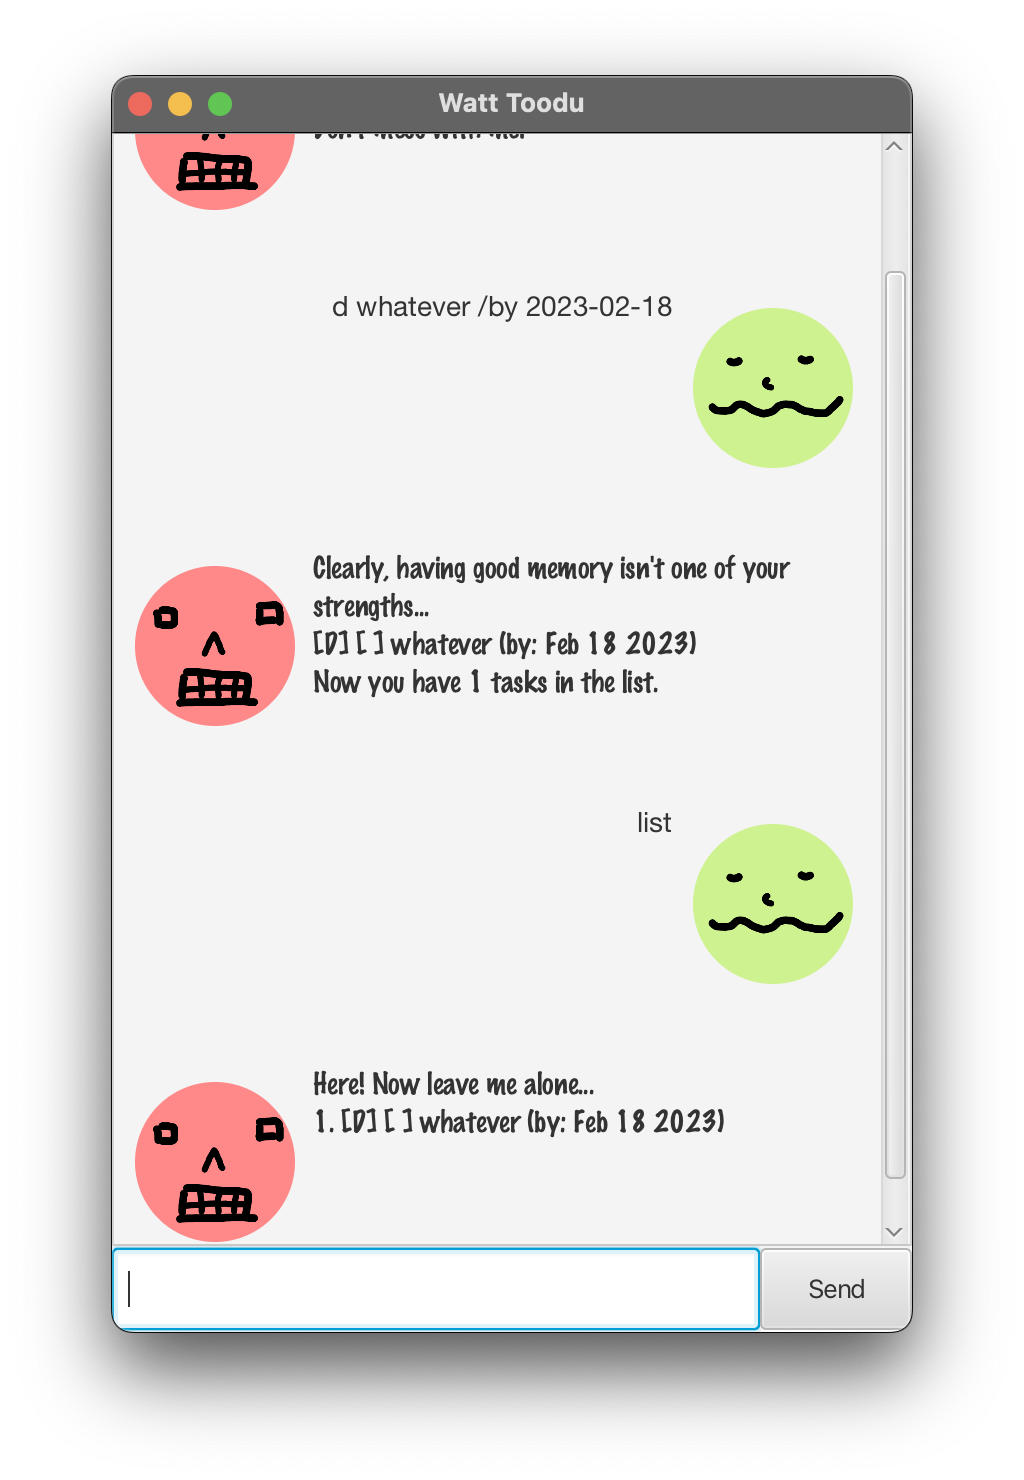 Watt Toodu
d whatever /by 2023-02-18
Clearly, having good memory isn't one of your
strengths...
[D] [ ] whatever (by: Feb 18 2023)
Now you have 1 tasks in the list.
list
Here! Now leave me alone...
1. [D] [ ] whatever (by: Feb 18 2023)
Send